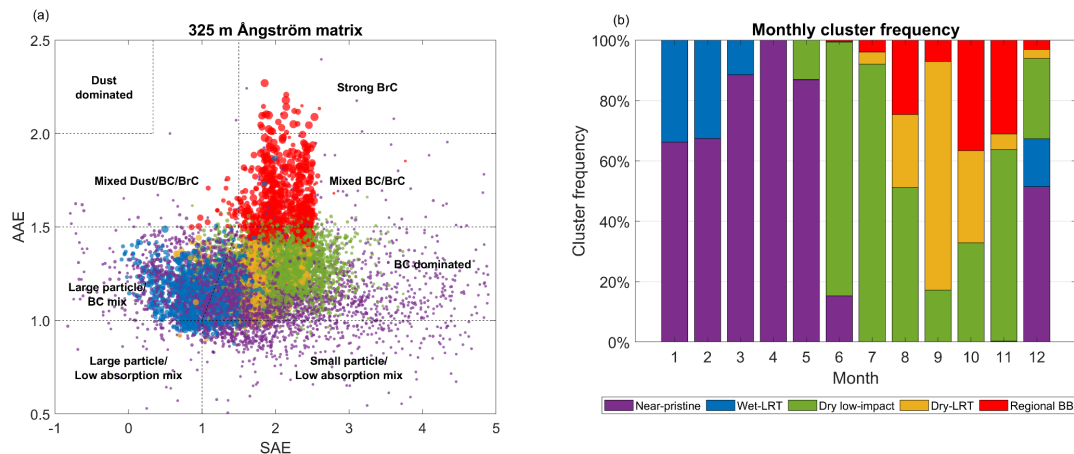 (a)
325 m Ångström matrix
2.5
2.0
1.5
1.0
0.5
AAE
-1
0
1
2
3
4
5
SAE
Dust
dominated
Strong BrC
Mixed Dust/BC/BrC
Mixed BC/BrC
BC dominated
Large particle/
BC mix
Large particle/
Low absorption mix
Small particle/
Low absorption mix
(b)
Monthly cluster frequency
100%
80%
60%
40%
20%
0%
Cluster frequency
1
2
3
4
5
6
7
8
9
10
11
12
Month
Near-pristine
Wet-LRT
Dry low-impact
Dry-LRT
Regional BB